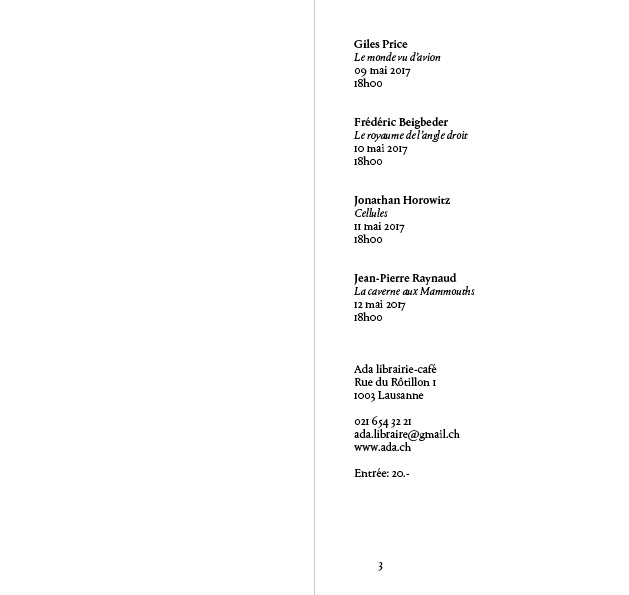 Giles Price
Le monde vu d'avion
09 mai 2017
18h00
Frédéric Beigbeder
Le royaume de l'angle droit
10 mai 2017
18h00
Jonathan Horowitz
Cellules
11 mai 2017
18h00
Jean-Pierre Raynaud
La caverne aux Mammouths
12 mai 2017
18h00
Ada librairie-café
Rue du Rôtillon 1
1003 Lausanne
021 654 32 21
ada.libraire@gmail.ch
www.ada.ch
Entrée: 20.-
3